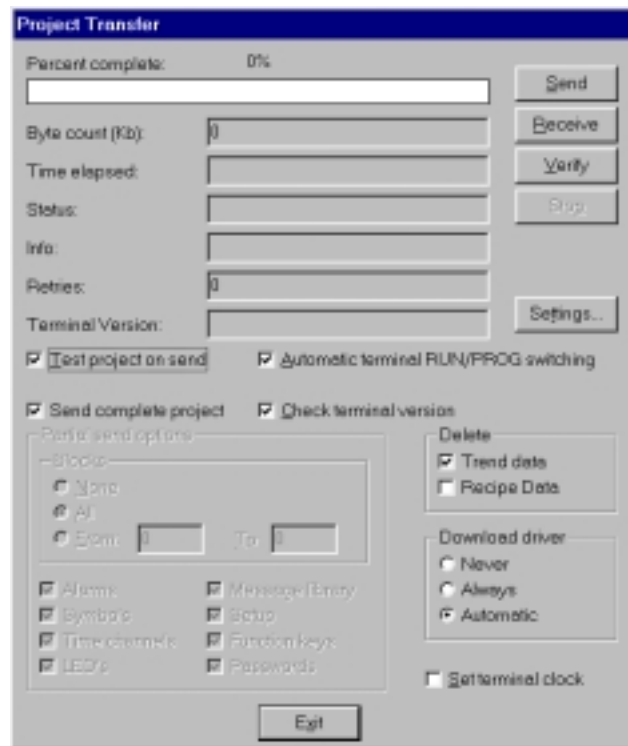 Project Transfer
Percent complete: 0%
Send
Byte count (Kb): 0
Receive
Time elapsed:
Verify
Status:
Stop
Info:
Retries: 0
Terminal Version:
Settings...
Test project on send
Automatic terminal RUN/PROG switching
Send complete project
Check terminal version
Partial send options
Blocks
None
All
From: 0 To: 0
Alarms
Message library
Symbols
Setup
Time channels
Function keys
LED's
Passwords
Delete
Trend data
Recipe Data
Download driver
Never
Always
Automatic
Set terminal clock
Exit